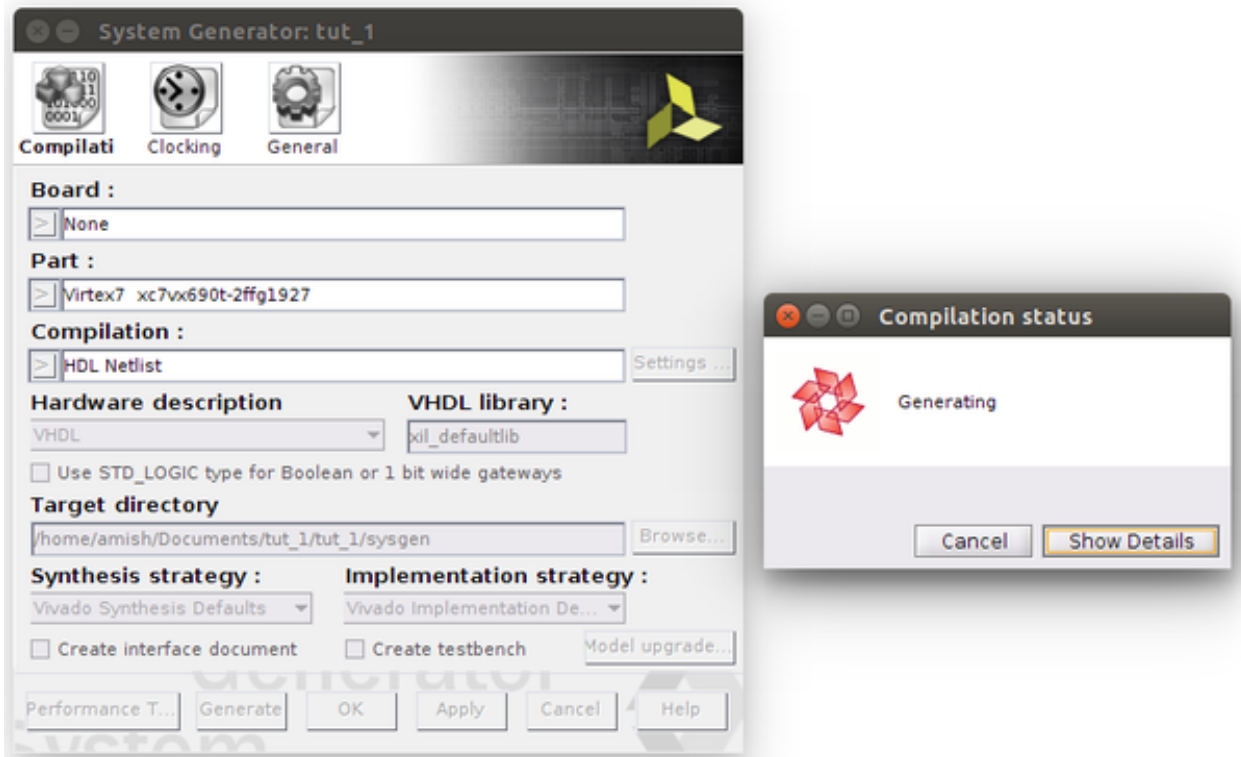 System Generator: tut_1
Compilati Clocking General
Board :
> None
Part :
> Virtex7 xc7vx690t-2ffg1927
Compilation :
> HDL Netlist Settings ...
Hardware description VHDL library :
VHDL xil_defaultlib
Use STD_LOGIC type for Boolean or 1 bit wide gateways
Target directory
/home/amish/Documents/tut_1/tut_1/sysgen Browse...
Synthesis strategy : Implementation strategy :
Vivado Synthesis Defaults Vivado Implementation De...
Create interface document Create testbench Model upgrade...
Generator
Performance T... Generate OK Apply Cancel Help
System
Compilation status
Generating
Cancel Show Details